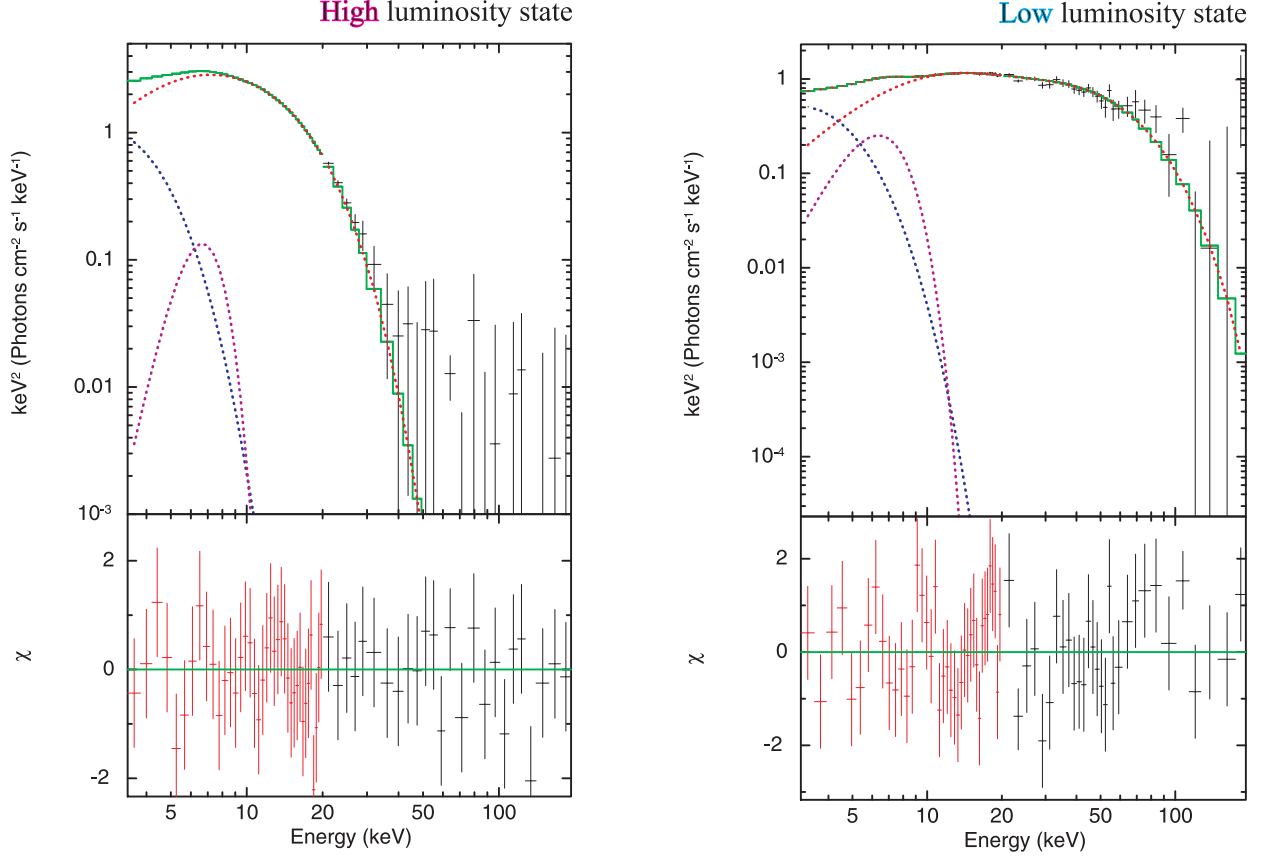 High luminosity state
keV² (Photons cm⁻² s⁻¹ keV⁻¹)
1
0.1
0.01
10⁻³
χ
2
0
-2
5 10 20 50 100
Energy (keV)
Low luminosity state
keV² (Photons cm⁻² s⁻¹ keV⁻¹)
1
0.1
0.01
10⁻³
10⁻⁴
χ
2
0
-2
5 10 20 50 100
Energy (keV)